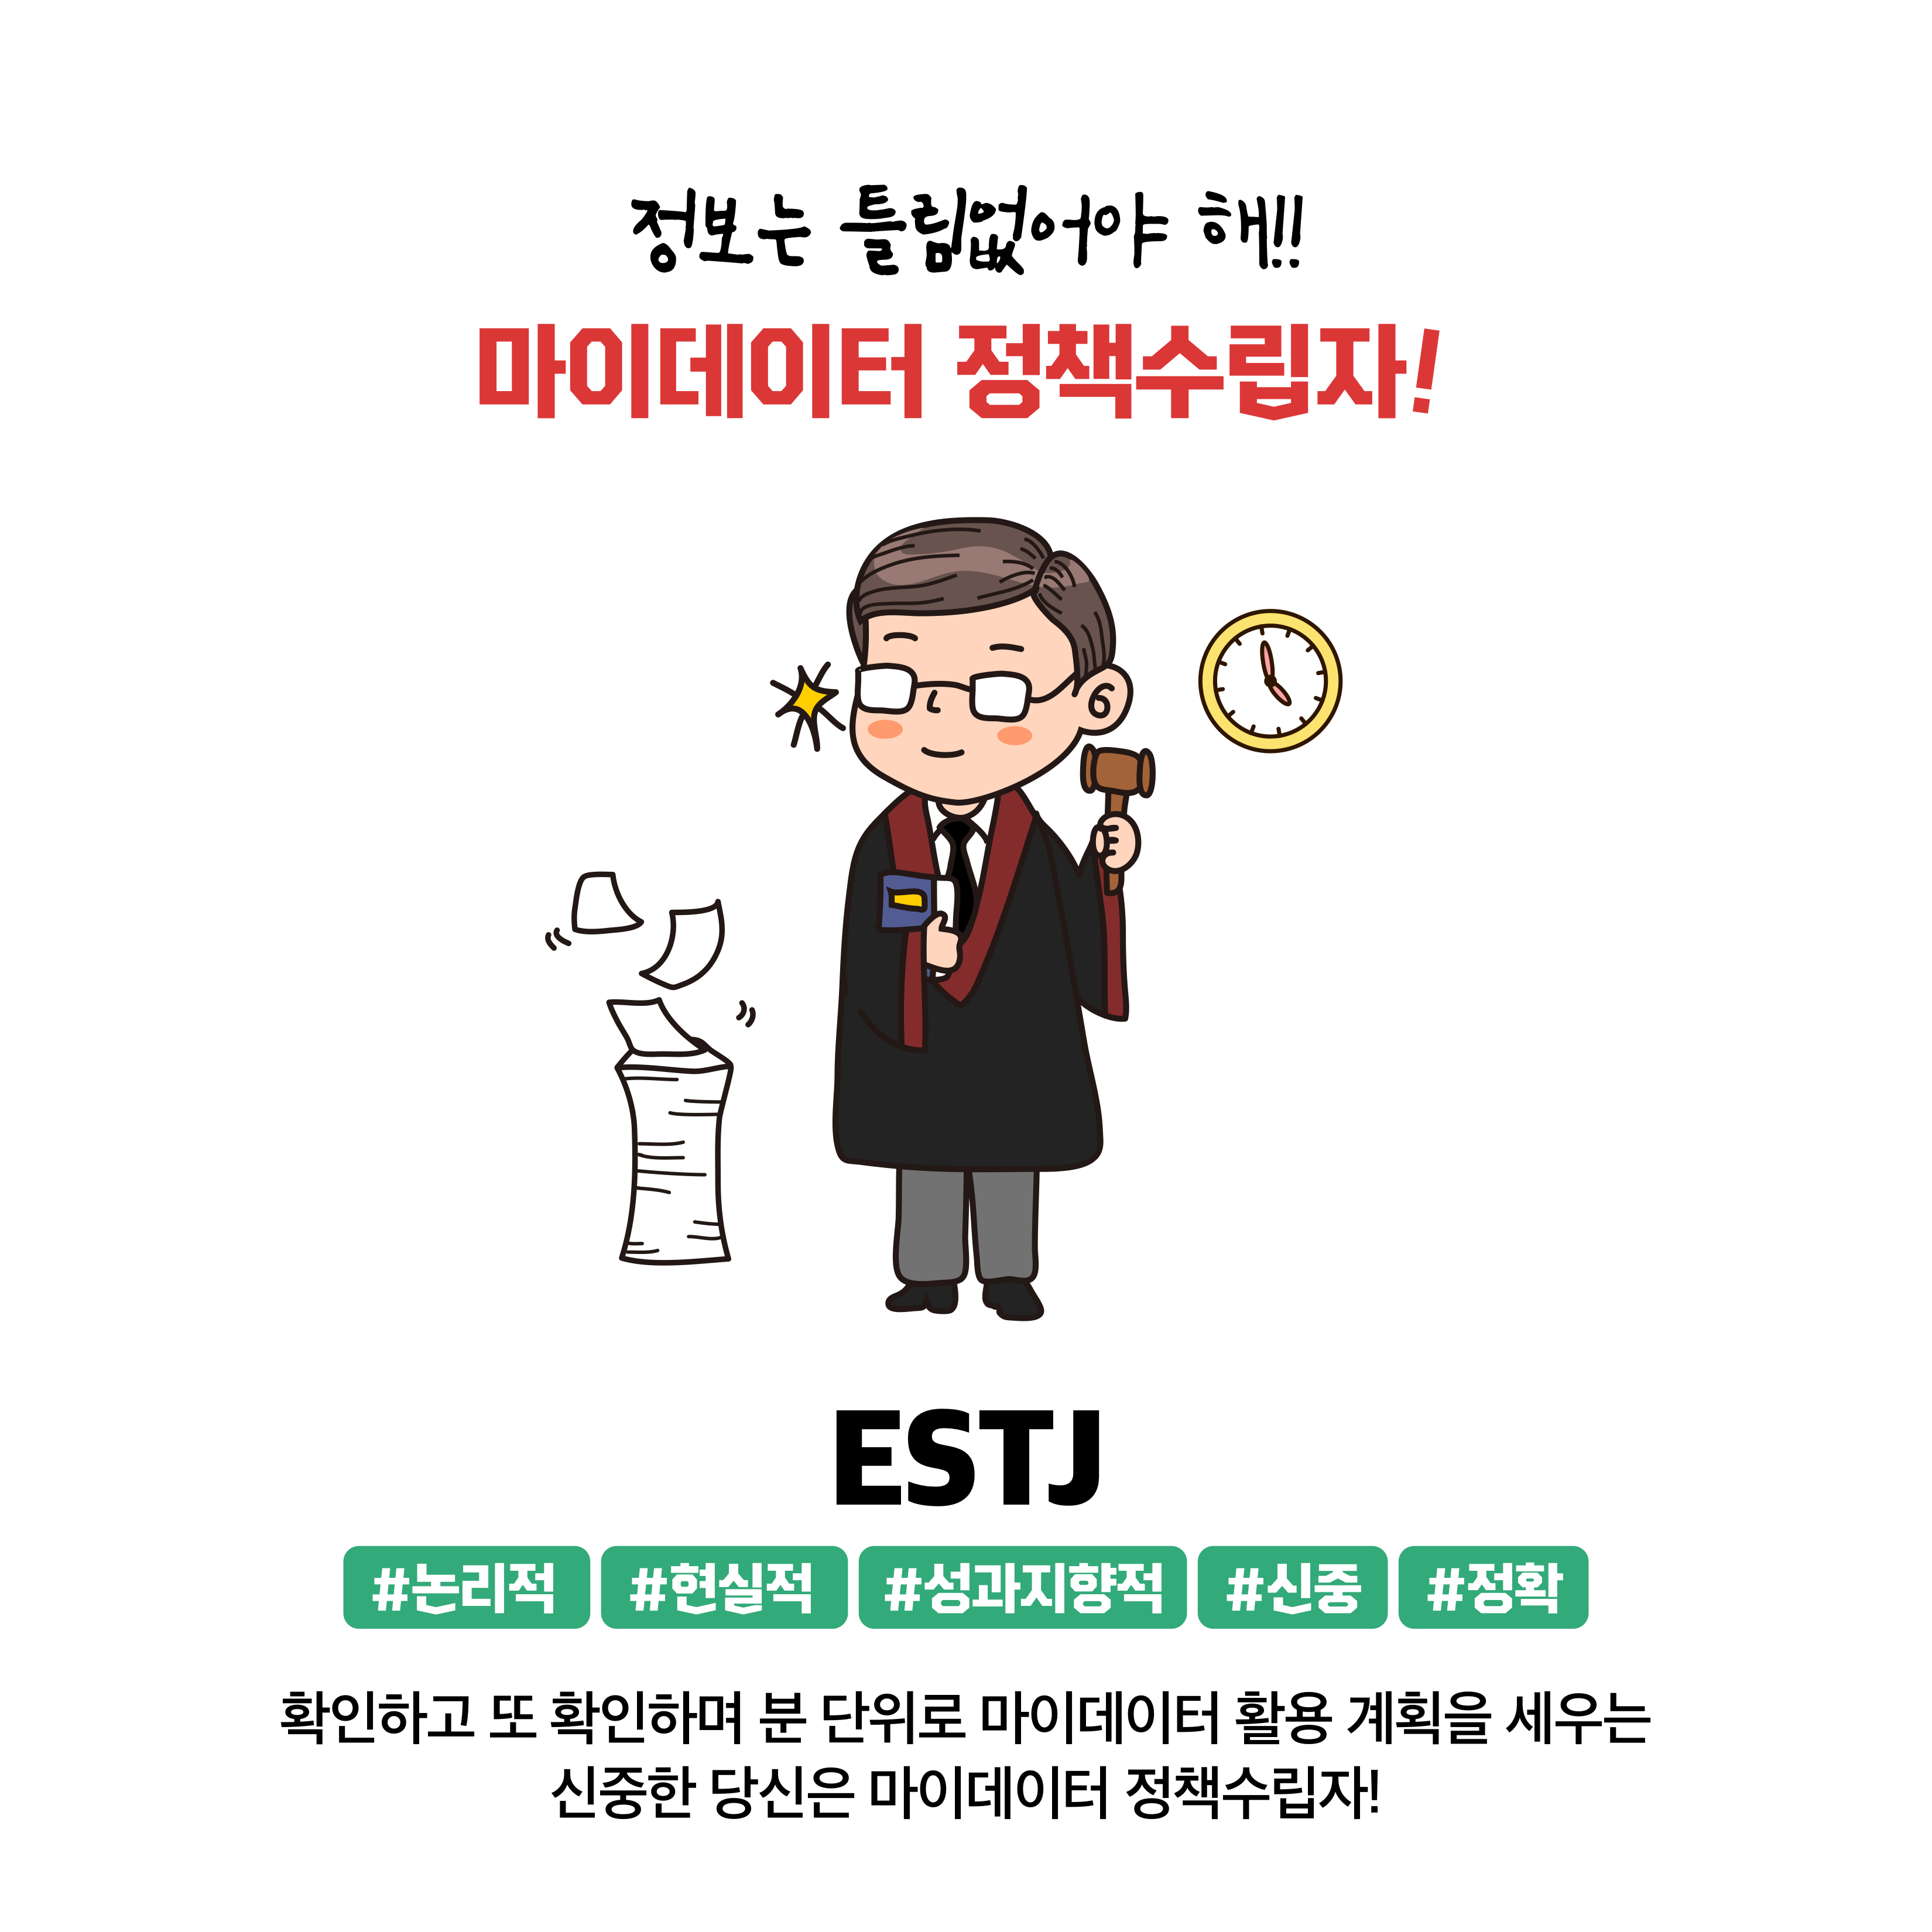 정보는 틀림없어야 해!!
마이데이터 정책수립자!
ESTJ
#논리적 #현실적 #성과지향적 #신중 #정확
확인하고 또 확인하며 분 단위로 마이데이터 활용 계획을 세우는
신중한 당신은 마이데이터 정책수립자!